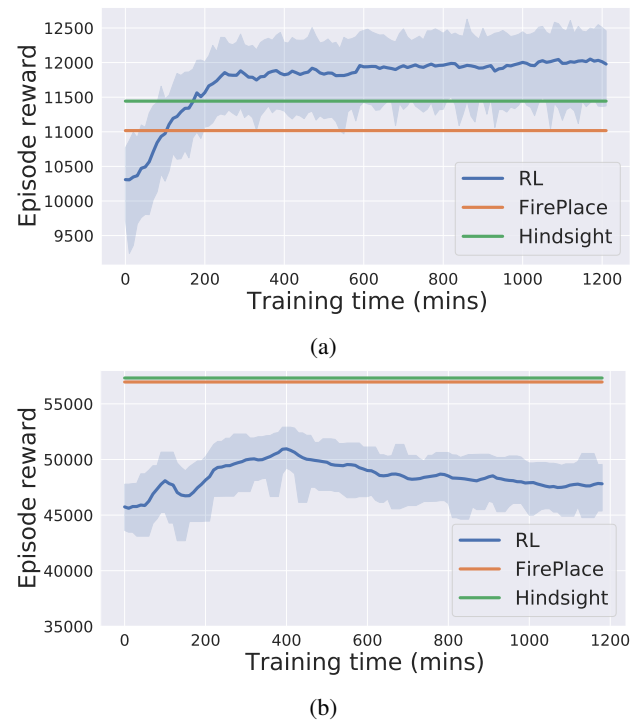 12500
12000
11500
11000
10500
10000
9500
Episode reward
RL
FirePlace
Hindsight
0 200 400 600 800 1000 1200
Training time (mins)
(a)
55000
50000
45000
40000
35000
Episode reward
RL
FirePlace
Hindsight
0 200 400 600 800 1000 1200
Training time (mins)
(b)